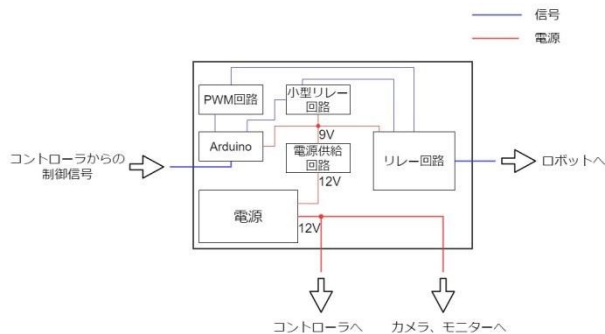 信号
電源
PWM回路
小型リレー
回路
Arduino
9V
電源供給
回路
リレー回路
コントローラからの
制御信号
ロボットへ
12V
電源
12V
コントローラへ
カメラ、モニターへ